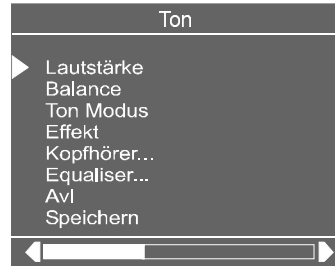 Ton
Lautstärke
Balance
Ton Modus
Effekt
Kopfhörer...
Equaliser...
Avl
Speichern